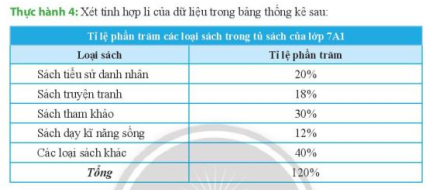 Thực hành 4: Xét tính hợp lí của dữ liệu trong bảng thống kê sau:
Tỉ lệ phần trăm các loại sách trong tủ sách của lớp 7A1
Loại sách Tỉ lệ phần trăm
Sách tiểu sử danh nhân 20%
Sách truyện tranh 18%
Sách tham khảo 30%
Sách dạy kĩ năng sống 12%
Các loại sách khác 40%
Tổng 120%